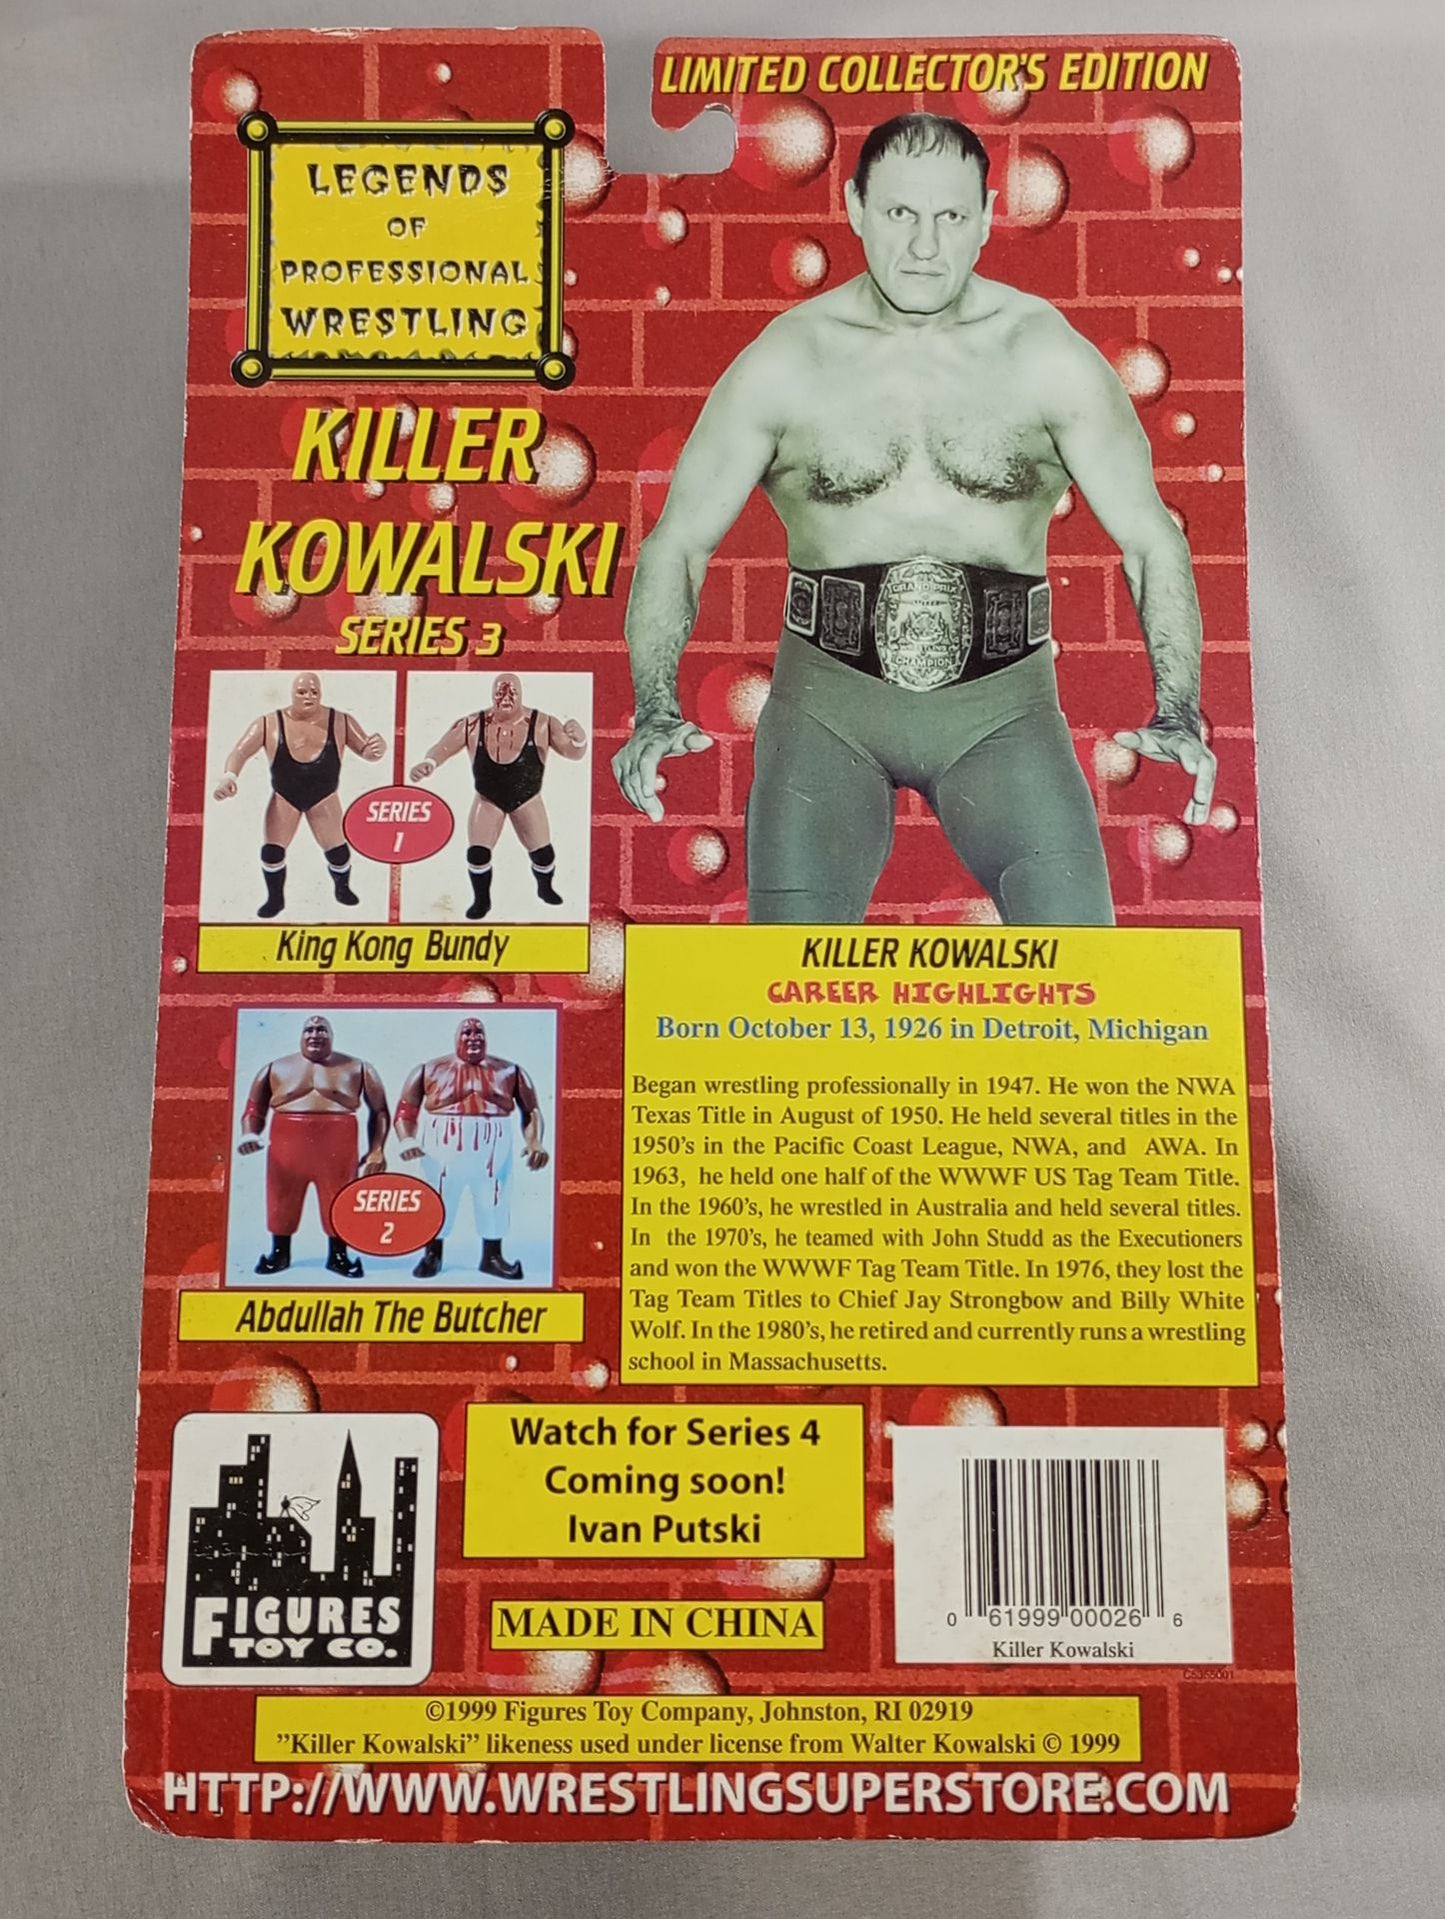 LIMITED COLLECTOR'S EDITION
LEGENDS
OF
PROFESSIONAL
WRESTLING
KILLER
KOWALSKI
SERIES 3
SERIES
1
King Kong Bundy
SERIES
2
Abdullah The Butcher
GRAND PRIX
WRESTLING
CHAMPION
KILLER KOWALSKI
CAREER HIGHLIGHTS
Born October 13, 1926 in Detroit, Michigan
Began wrestling professionally in 1947. He won the NWA
Texas Title in August of 1950. He held several titles in the
1950's in the Pacific Coast League, NWA, and AWA. In
1963, he held one half of the WWWF US Tag Team Title.
In the 1960's, he wrestled in Australia and held several titles.
In the 1970's, he teamed with John Studd as the Executioners
and won the WWWF Tag Team Title. In 1976, they lost the
Tag Team Titles to Chief Jay Strongbow and Billy White
Wolf. In the 1980's, he retired and currently runs a wrestling
school in Massachusetts.
FIGURES
TOY CO.
Watch for Series 4
Coming soon!
Ivan Putski
MADE IN CHINA
0 61999 00026 6
Killer Kowalski
©1999 Figures Toy Company, Johnston, RI 02919
"Killer Kowalski" likeness used under license from Walter Kowalski © 1999
HTTP://WWW.WRESTLINGSUPERSTORE.COM